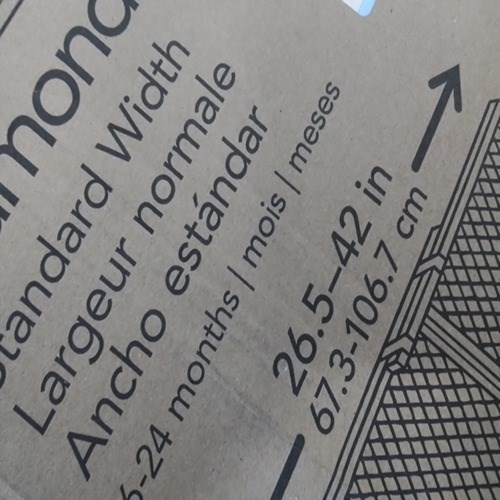 Standard Width
Largeur normale
Ancho estándar
6-24 months | mois | meses
26.5–42 in
67.3-106.7 cm